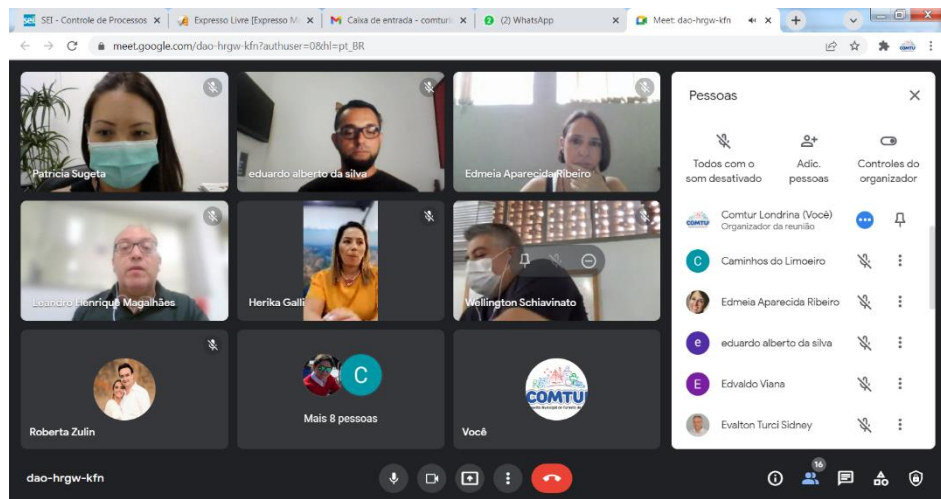 SEI - Controle de Processos
Expresso Livre [Expresso M
Caixa de entrada - comtur
(2) WhatsApp
Meet: dao-hrgw-kfn
meet.google.com/dao-hrgw-kfn?authuser=0&hl=pt_BR
Patricia Sugeta
eduardo alberto da silva
Edmeia Aparecida Ribeiro
Leandro Henrique Magalhães
Herika Galli
Wellington Schiavinato
Roberta Zulin
C
Mais 8 pessoas
COMTU
Você
Pessoas
Todos com o som desativado
Adic. pessoas
Controles do organizador
COMTU
Comtur Londrina (Você)
Organizador da reunião
C
Caminhos do Limoeiro
Edmeia Aparecida Ribeiro
e
eduardo alberto da silva
E
Edvaldo Viana
Evalton Turci Sidney
dao-hrgw-kfn
16